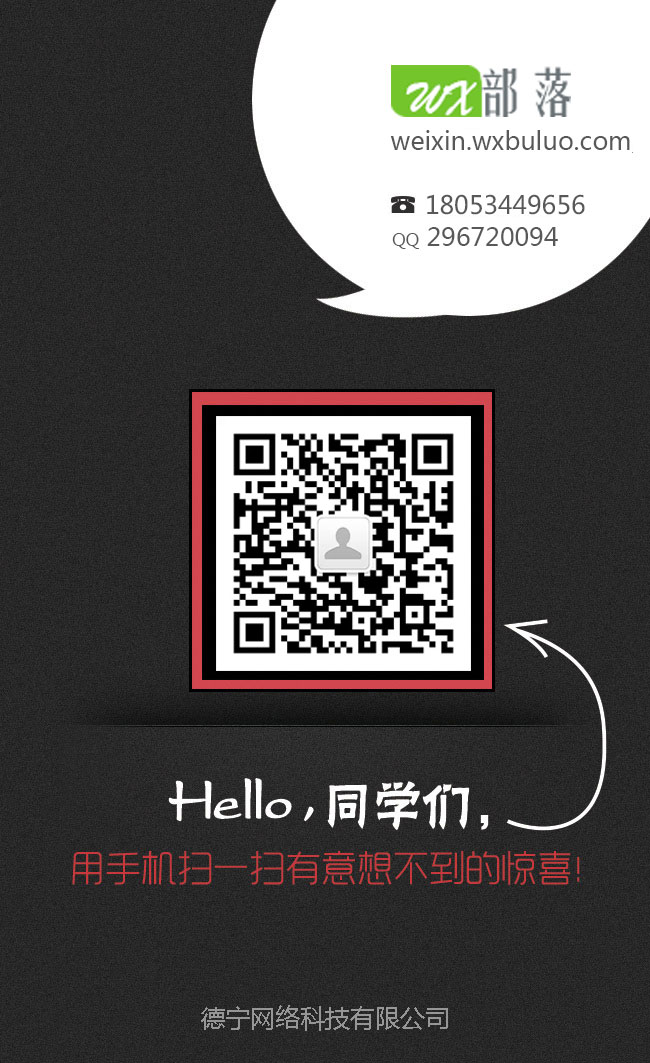 wx部落
weixin.wxbuluo.com
☎ 18053449656
QQ 296720094
Hello,同学们,
用手机扫一扫有意想不到的惊喜!
德宁网络科技有限公司